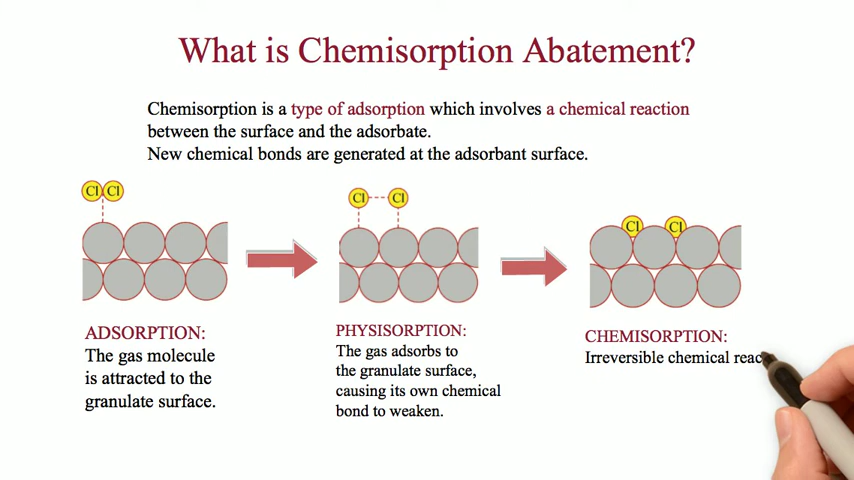 What is Chemisorption Abatement?
Chemisorption is a type of adsorption which involves a chemical reaction
between the surface and the adsorbate.
New chemical bonds are generated at the adsorbant surface.
Cl Cl
Cl Cl
Cl Cl
ADSORPTION:
The gas molecule
is attracted to the
granulate surface.
PHYSISORPTION:
The gas adsorbs to
the granulate surface,
causing its own chemical
bond to weaken.
CHEMISORPTION:
Irreversible chemical reac